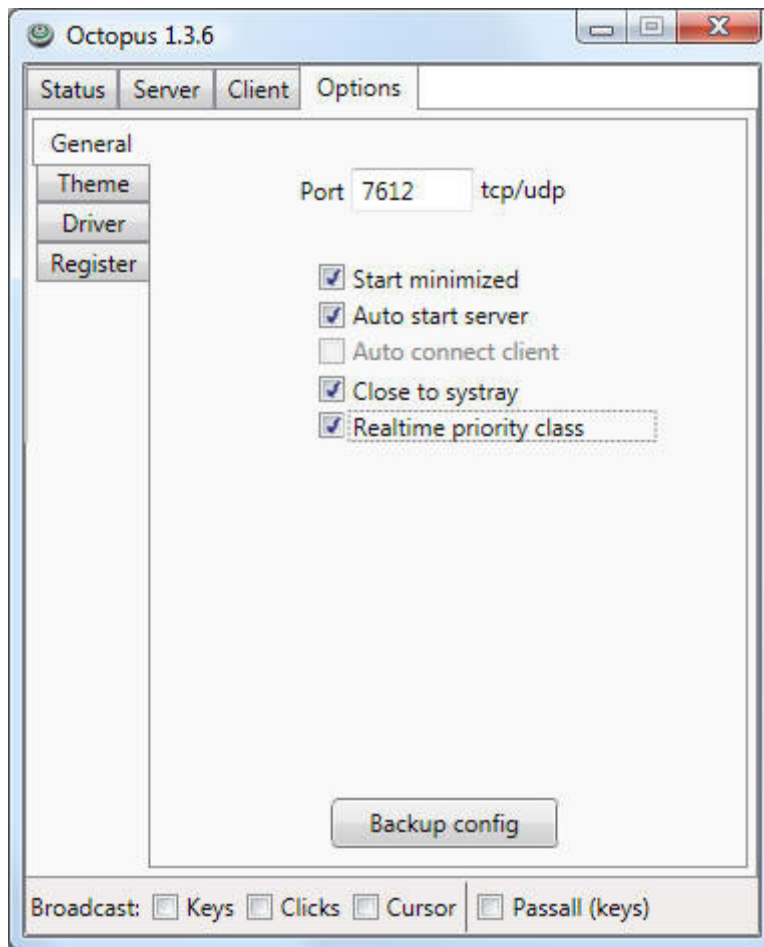 Octopus 1.3.6
Status Server Client Options
General
Theme
Driver
Register
Port 7612 tcp/udp
Start minimized
Auto start server
Auto connect client
Close to systray
Realtime priority class
Backup config
Broadcast: Keys Clicks Cursor Passall (keys)